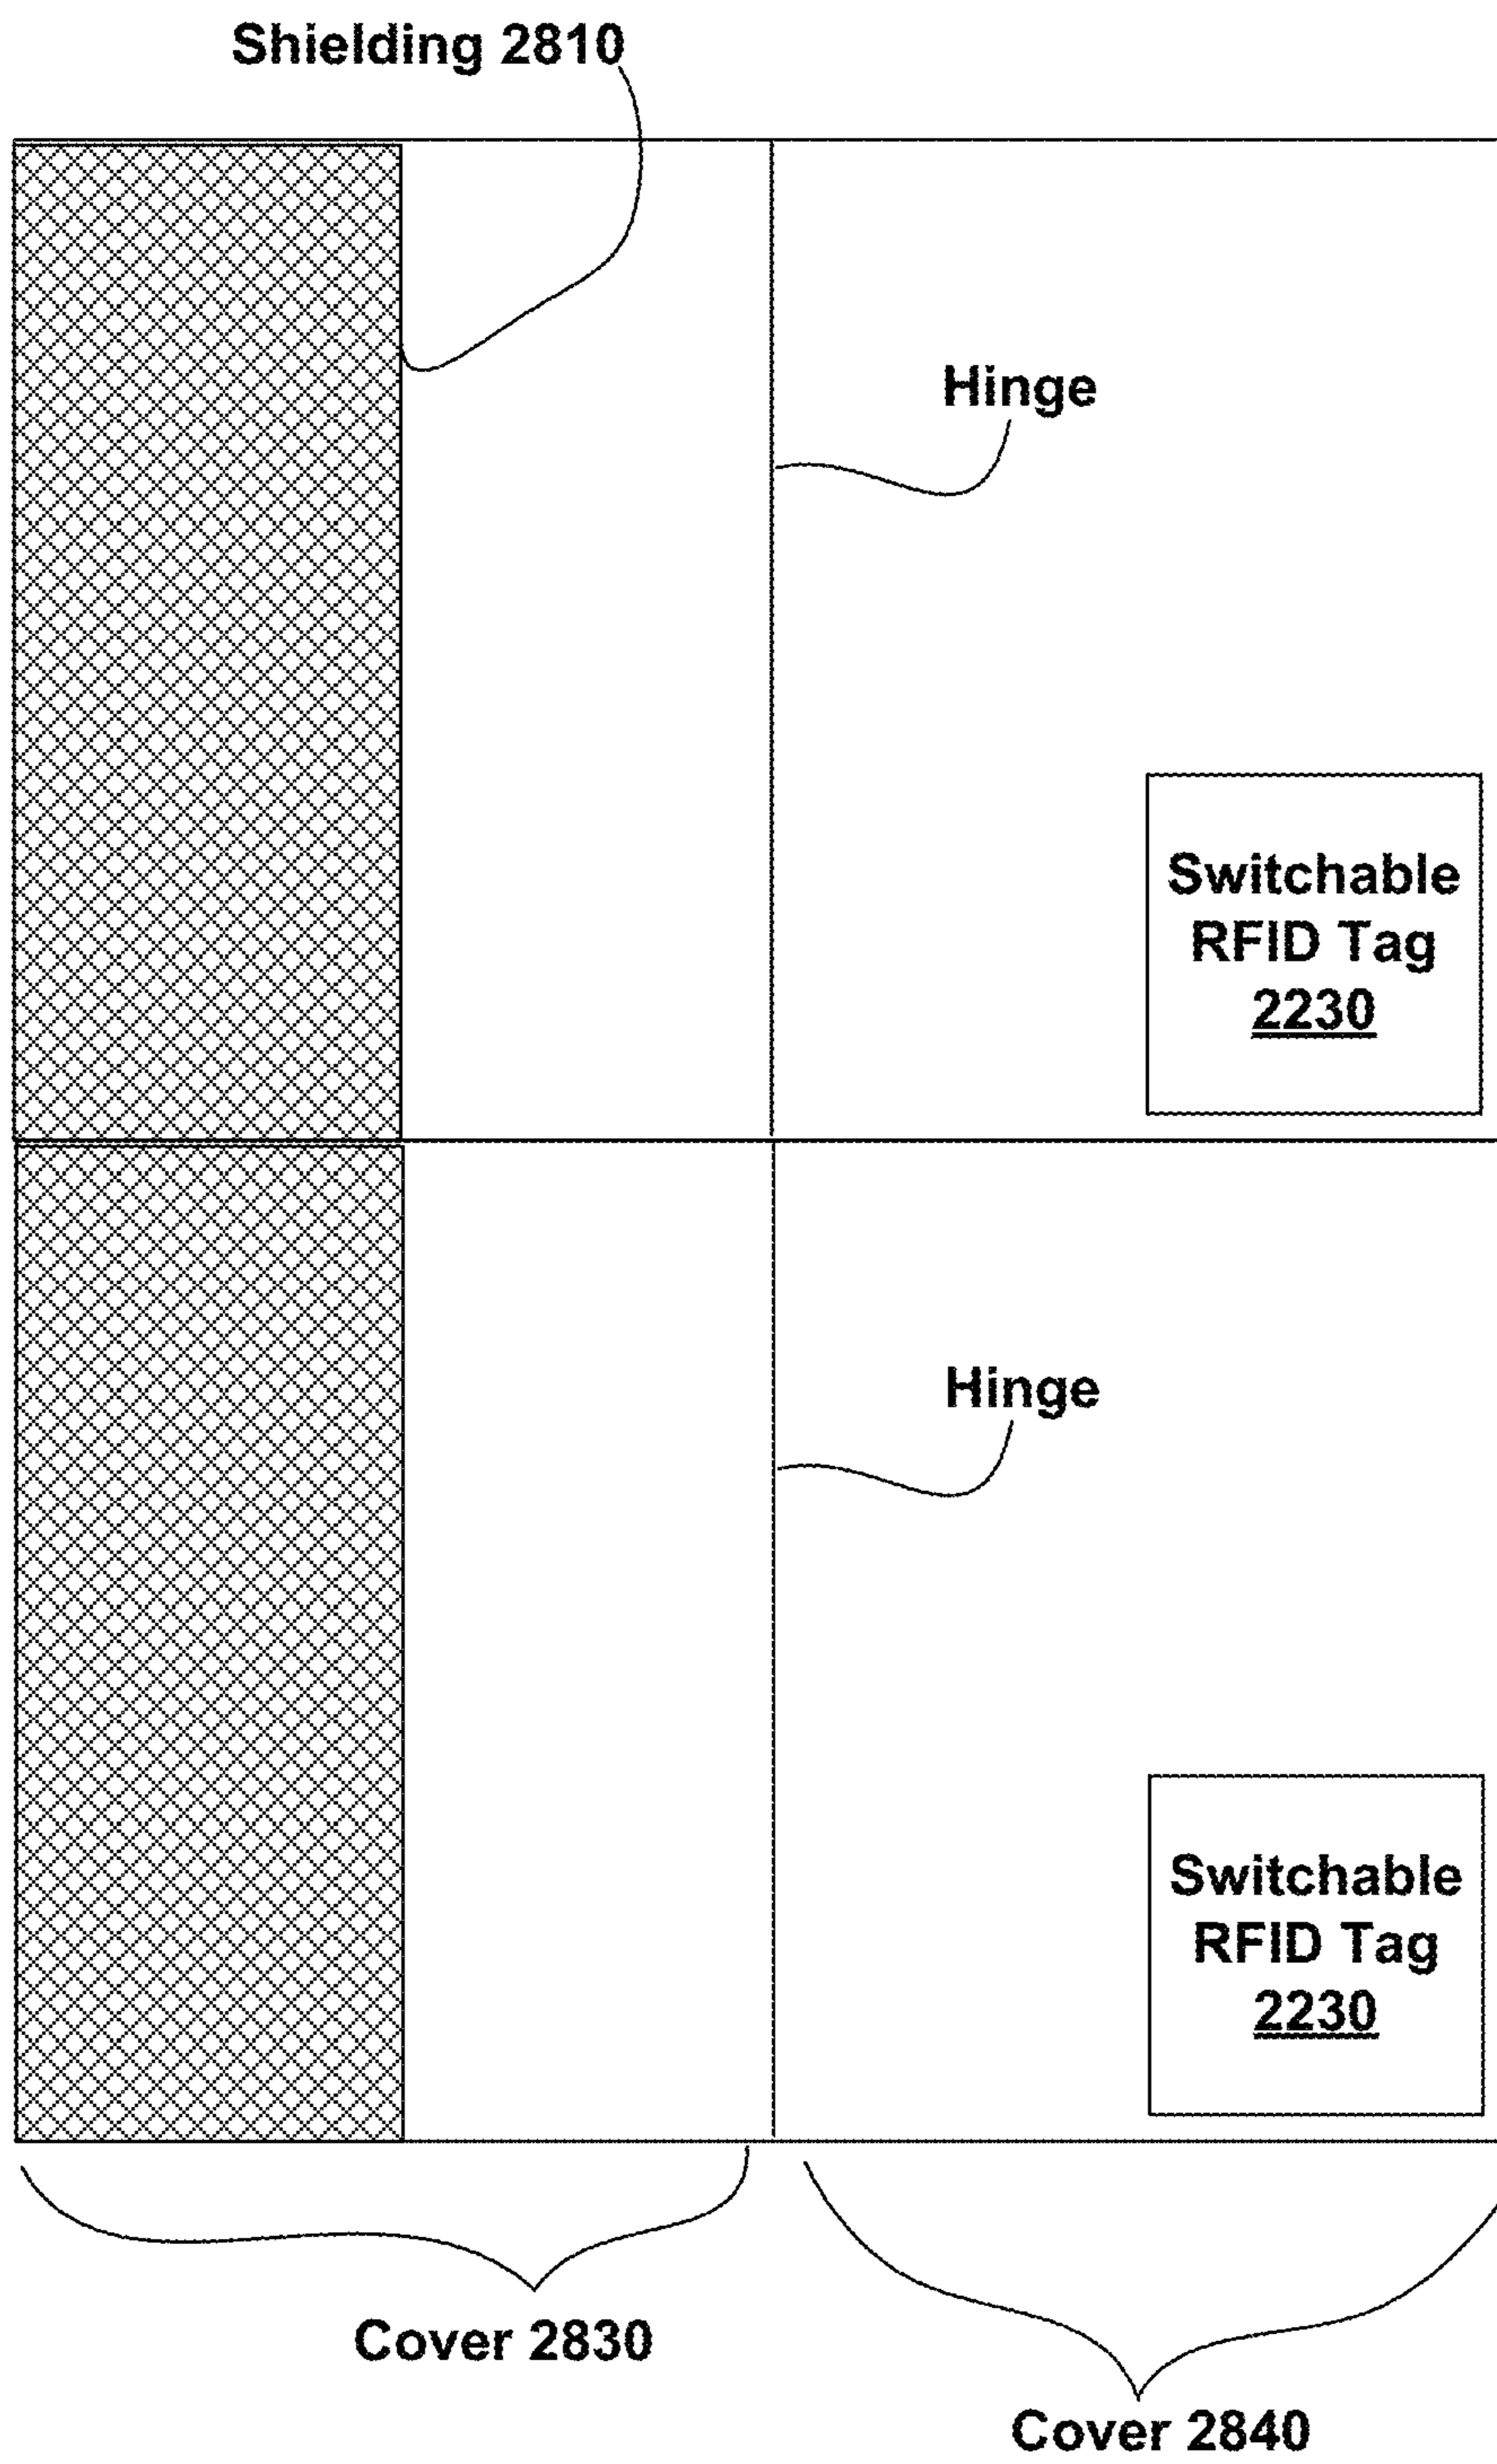 Shielding 2810
Hinge
Switchable
RFID Tag
2230
Hinge
Switchable
RFID Tag
2230
Cover 2830
Cover 2840